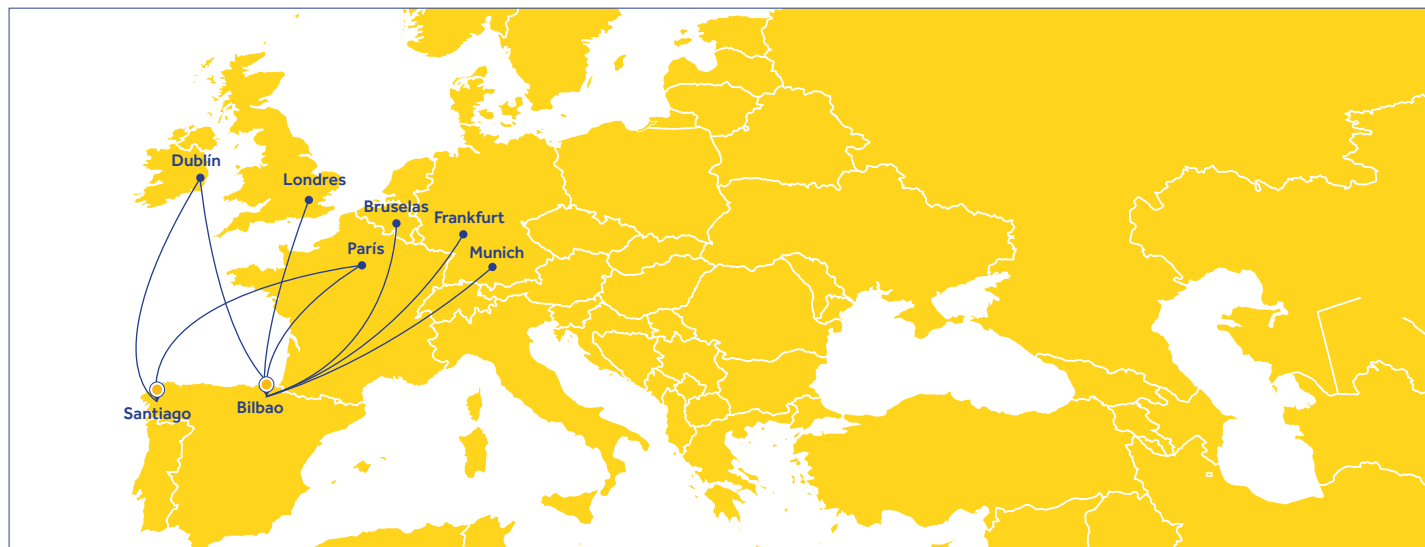 Dublín
Londres
Bruselas
Frankfurt
París
Munich
Santiago
Bilbao